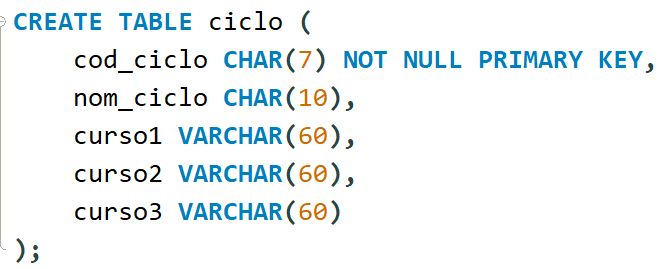 CREATE TABLE ciclo (
    cod_ciclo CHAR(7) NOT NULL PRIMARY KEY,
    nom_ciclo CHAR(10),
    curso1 VARCHAR(60),
    curso2 VARCHAR(60),
    curso3 VARCHAR(60)
);